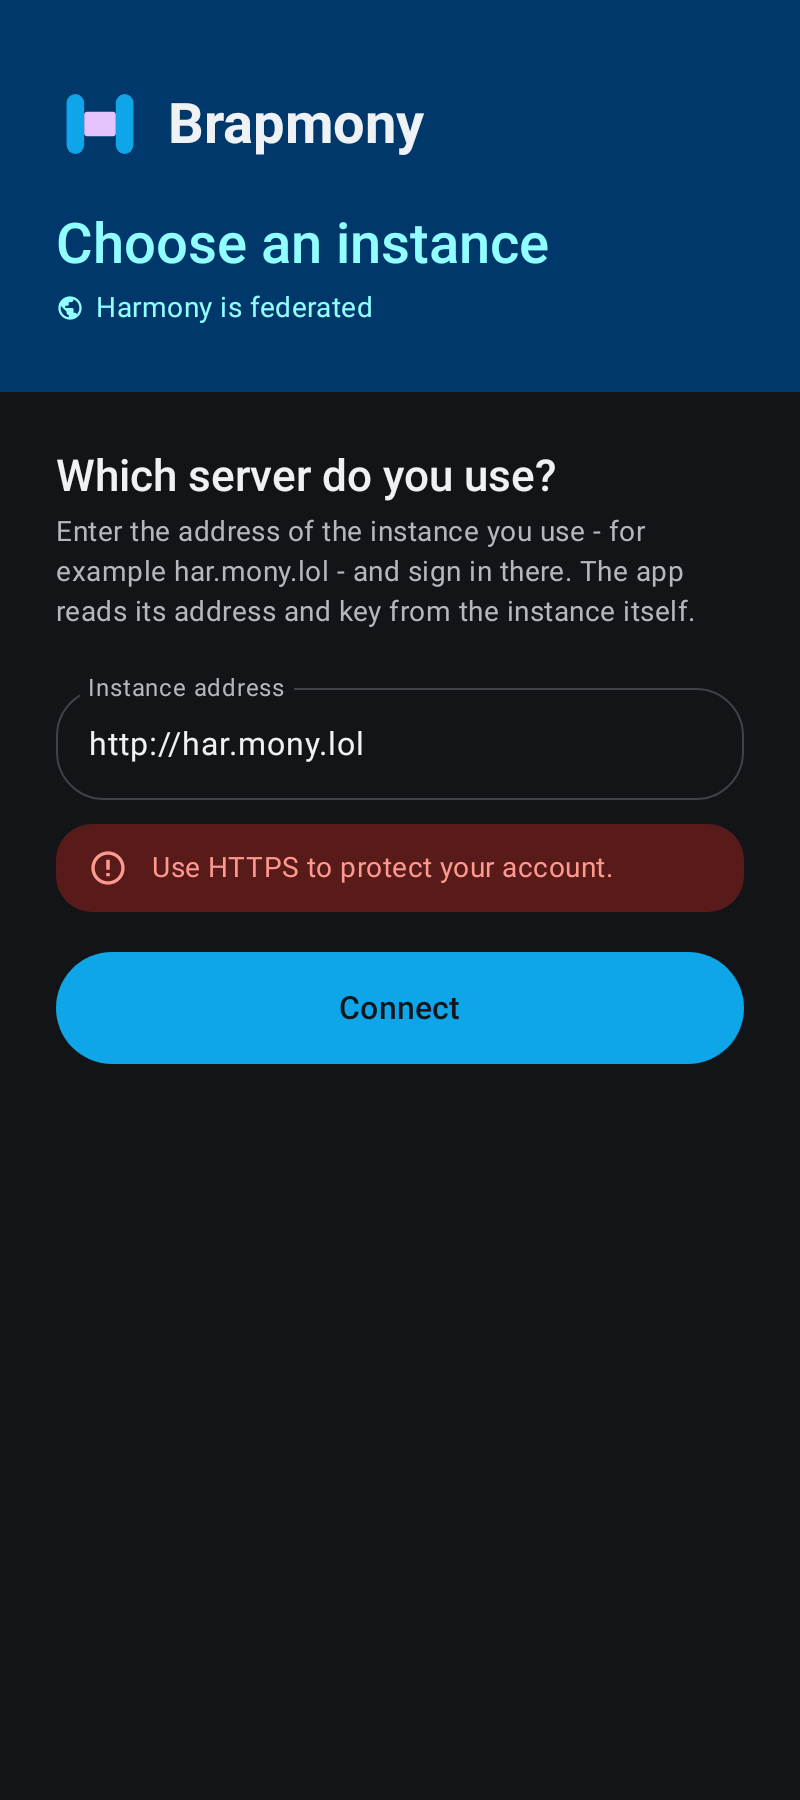 Brapmony
Choose an instance
Harmony is federated
Which server do you use?
Enter the address of the instance you use - for
example har.mony.lol - and sign in there. The app
reads its address and key from the instance itself.
Instance address
http://har.mony.lol
Use HTTPS to protect your account.
Connect